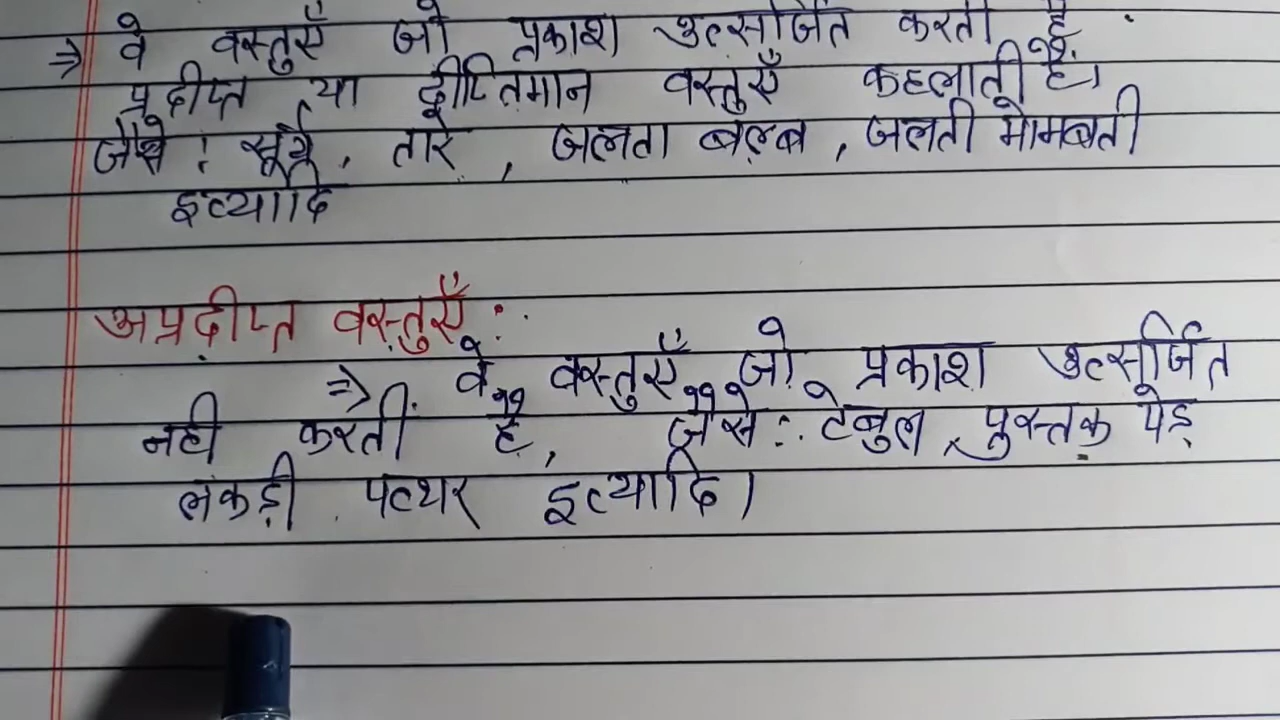 ⇒ वे वस्तुएँ जो प्रकाश उत्सर्जित करती है
प्रदीप्त या दीप्तिमान वस्तुएँ कहलाती हैं।
जैसे : सूर्य, तारे, जलता बल्ब, जलती मोमबती
इत्यादि
अप्रदीप्त वस्तुएँ :
⇒ वे वस्तुएँ जो प्रकाश उत्सर्जित
नही करतीं हैं, जैसे : टेबुल, पुस्तक पेड़
लकड़ी पत्थर इत्यादि।